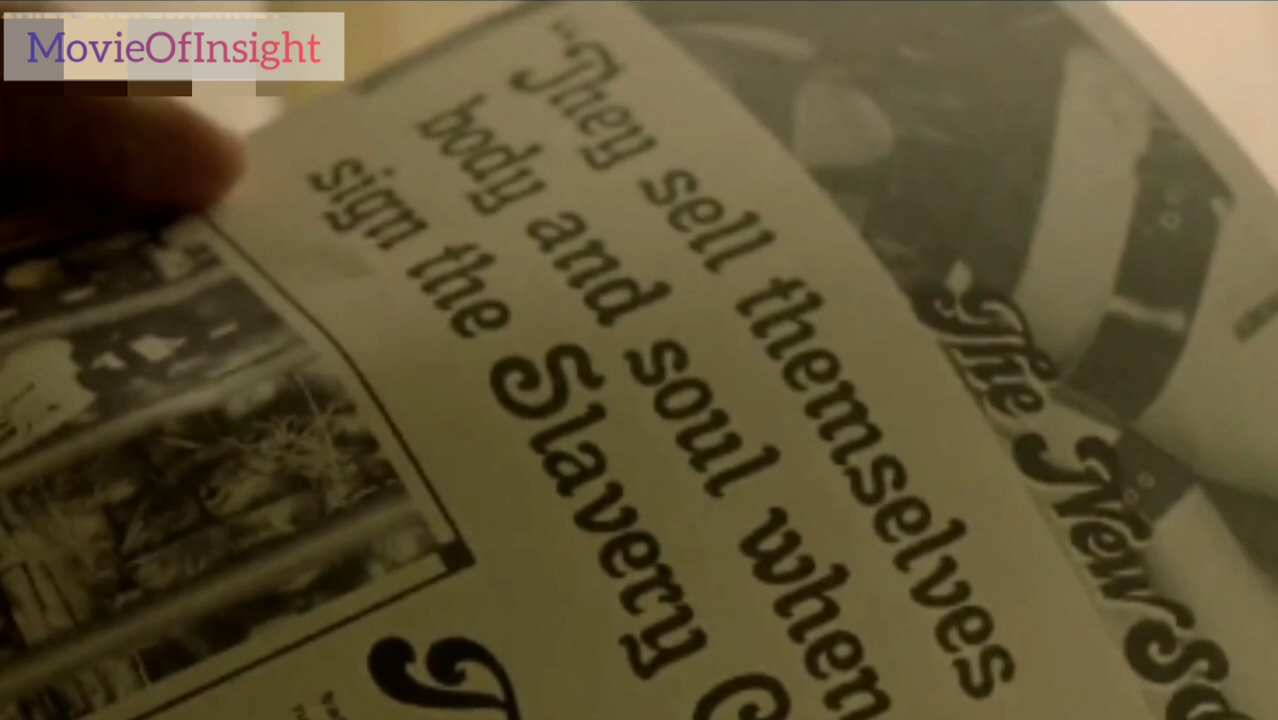 MovieOfInsight
"They sell themselves
body and soul when
sign the Slavery
The New